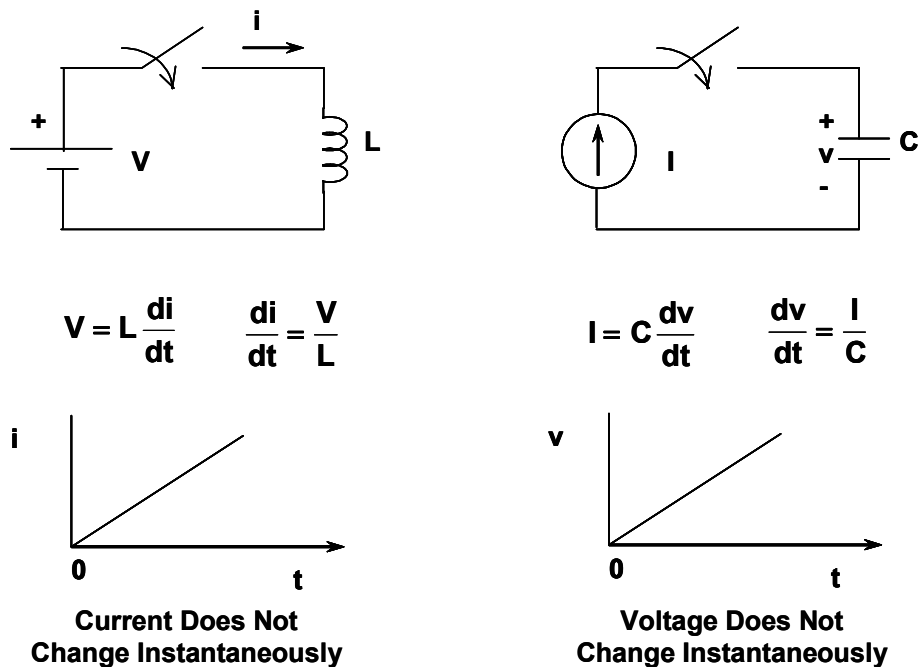 i
+
V
L
V = L di/dt
di/dt = V/L
i
0
t
Current Does Not
Change Instantaneously
I
+
v
-
C
I = C dv/dt
dv/dt = I/C
v
0
t
Voltage Does Not
Change Instantaneously